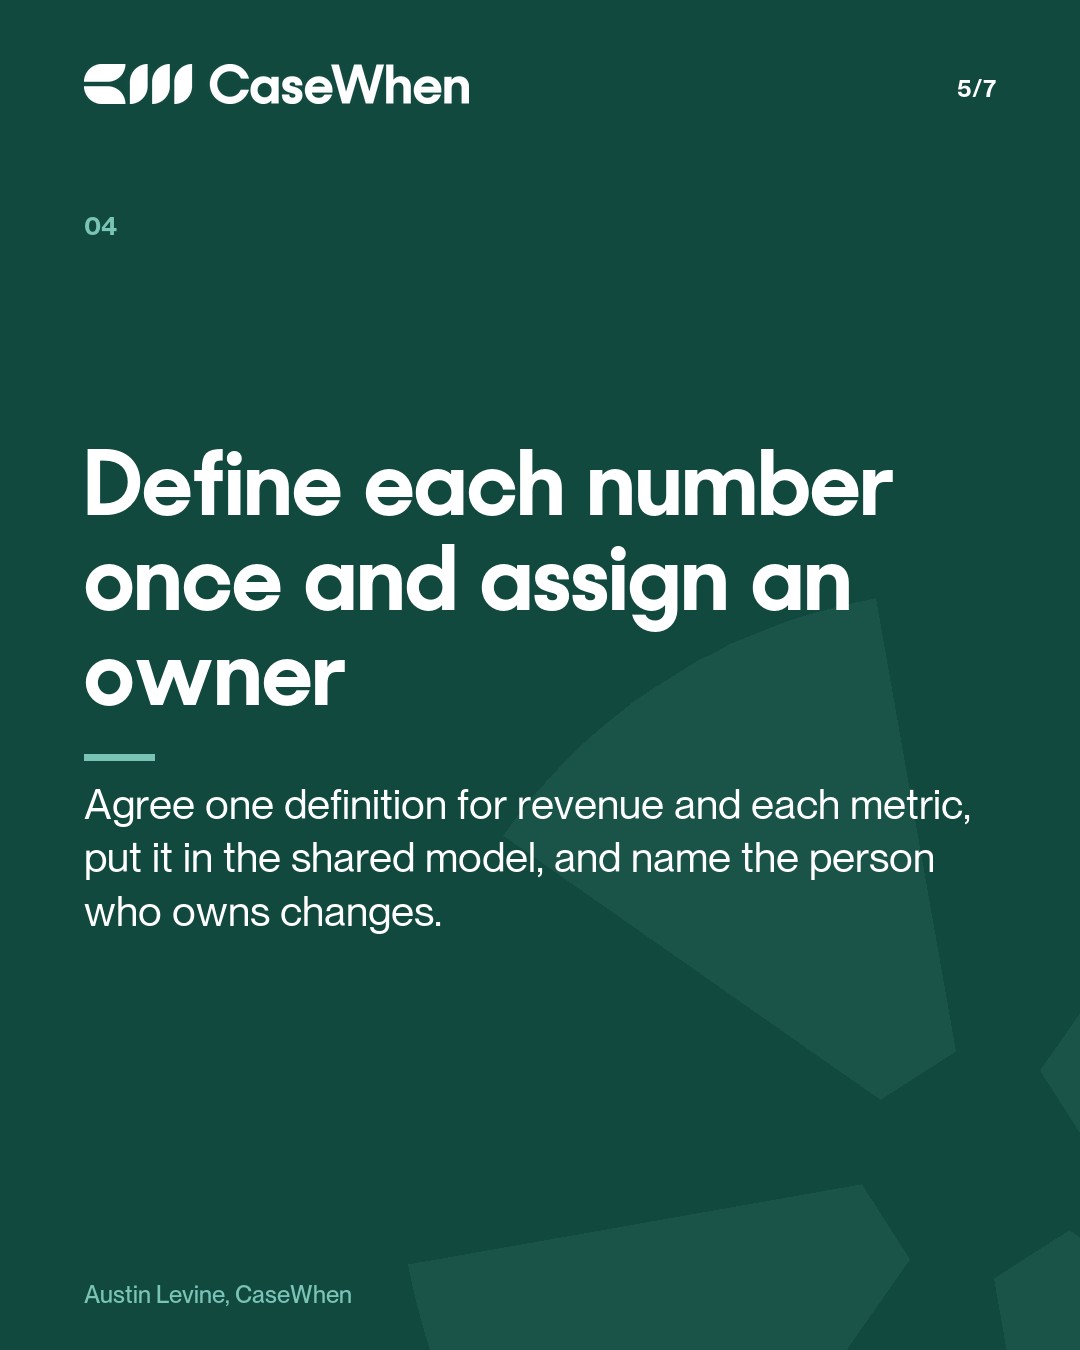 CaseWhen
5/7
04
Define each number
once and assign an
owner
Agree one definition for revenue and each metric,
put it in the shared model, and name the person
who owns changes.
Austin Levine, CaseWhen